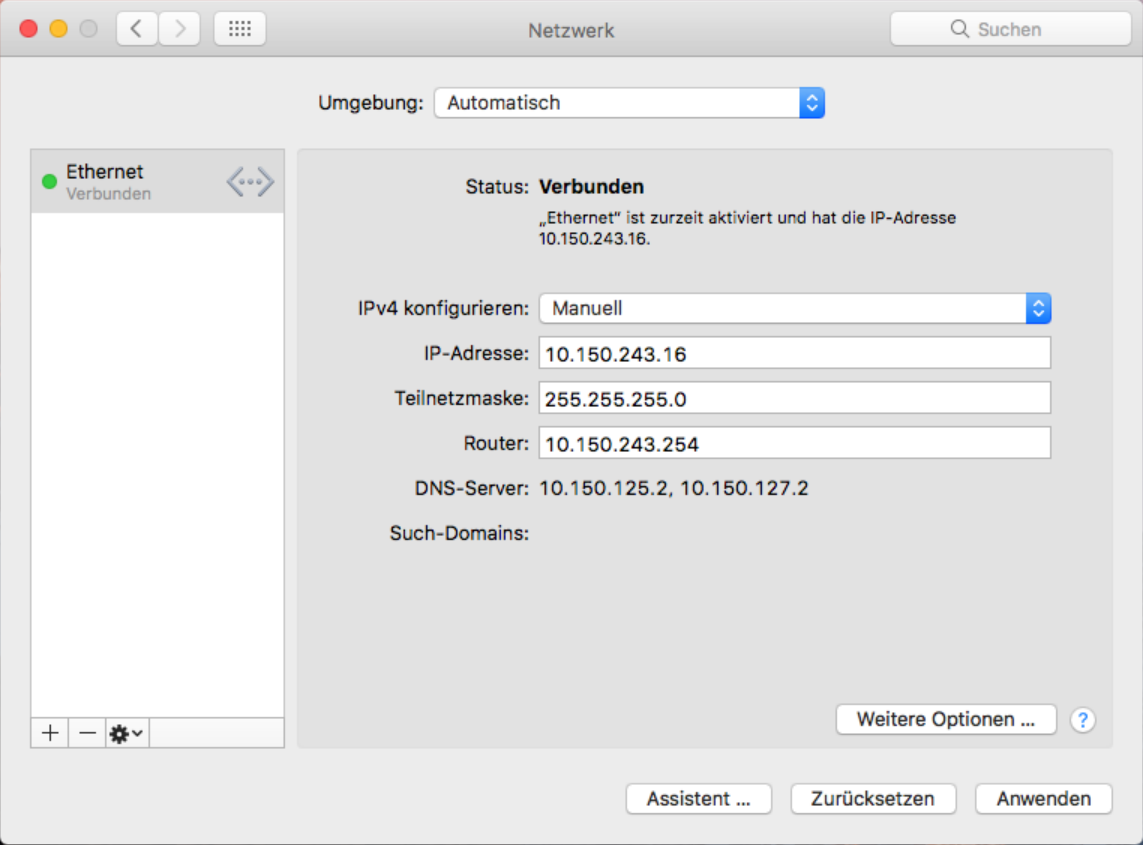 Netzwerk
Suchen
Umgebung: Automatisch
Ethernet
Verbunden
Status: Verbunden
„Ethernet“ ist zurzeit aktiviert und hat die IP-Adresse
10.150.243.16.
IPv4 konfigurieren: Manuell
IP-Adresse: 10.150.243.16
Teilnetzmaske: 255.255.255.0
Router: 10.150.243.254
DNS-Server: 10.150.125.2, 10.150.127.2
Such-Domains:
Weitere Optionen ... ?
Assistent ... Zurücksetzen Anwenden